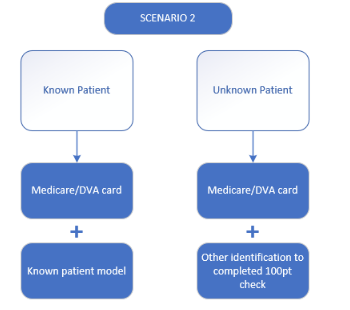 SCENARIO 2
Known Patient
Unknown Patient
Medicare/DVA card
Medicare/DVA card
+
+
Known patient model
Other identification to
completed 100pt
check